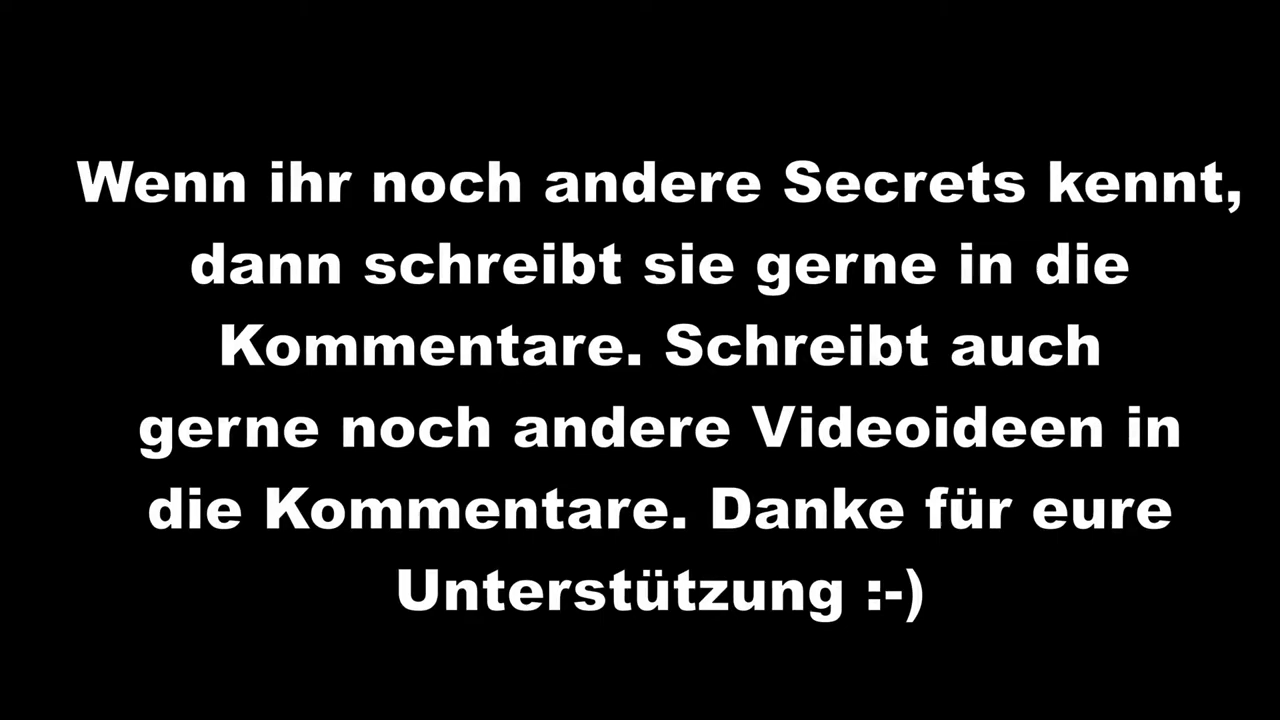 Wenn ihr noch andere Secrets kennt,
dann schreibt sie gerne in die
Kommentare. Schreibt auch
gerne noch andere Videoideen in
die Kommentare. Danke für eure
Unterstützung :-)